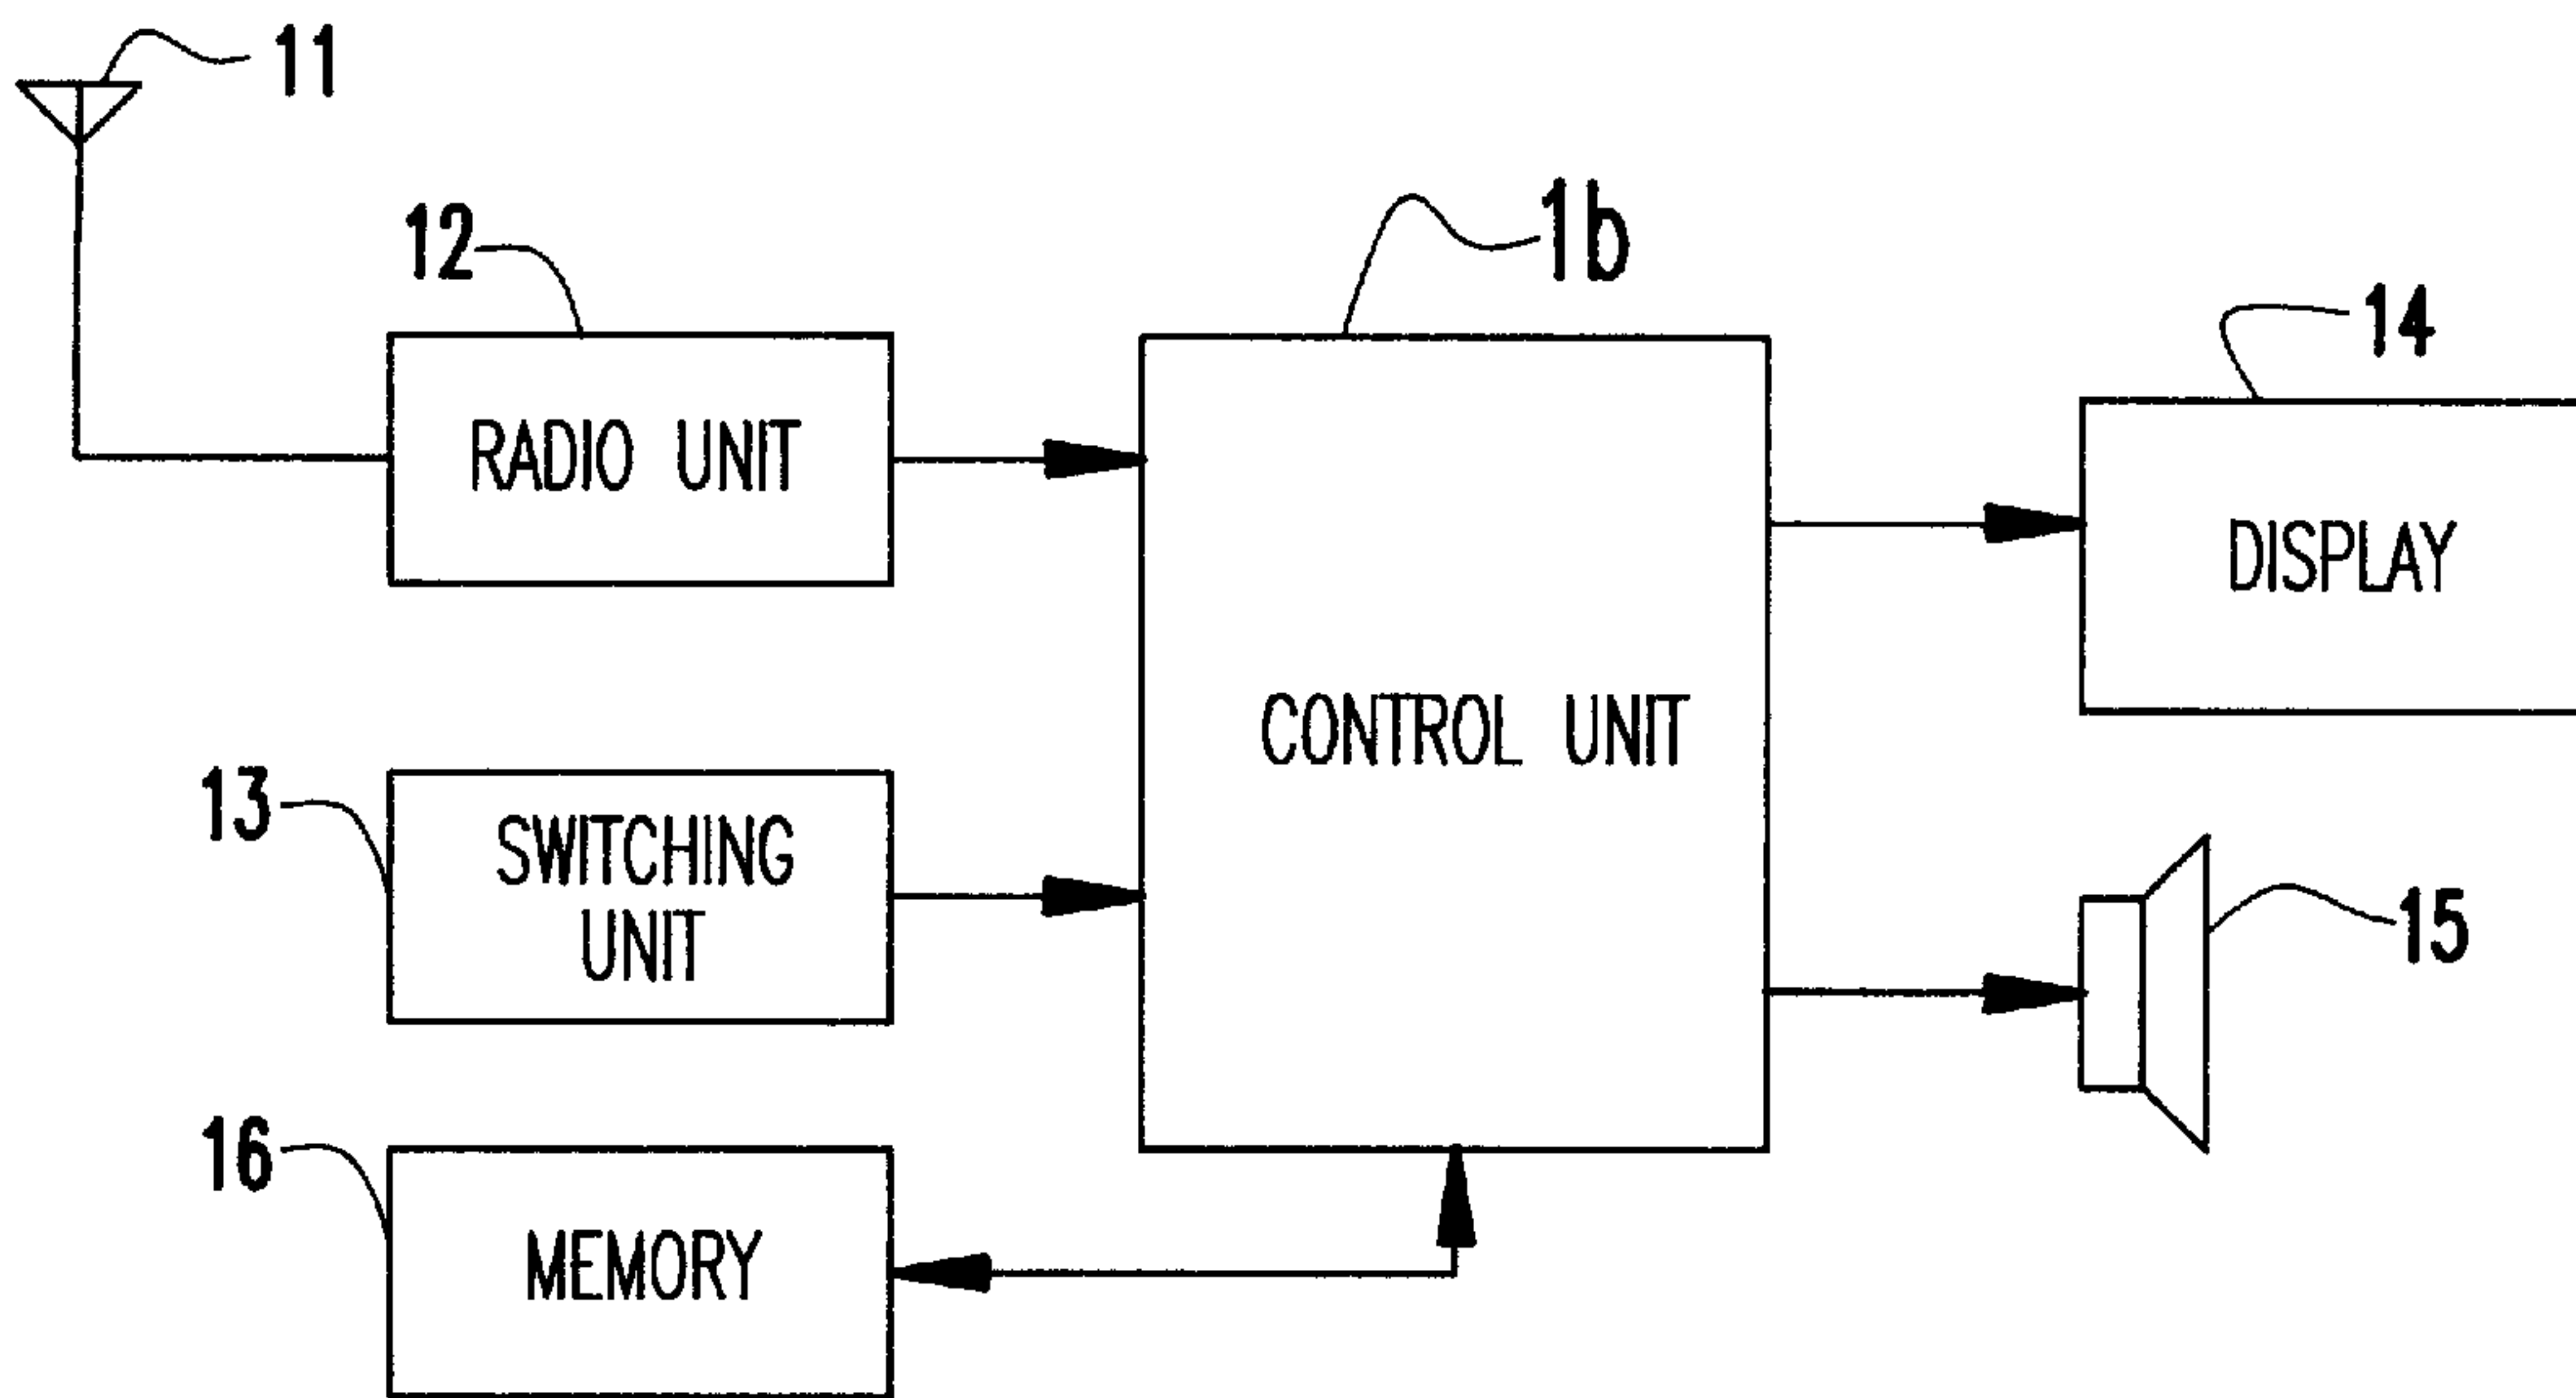 11
12
1b
14
RADIO UNIT
DISPLAY
CONTROL UNIT
13
SWITCHING
UNIT
15
16
MEMORY